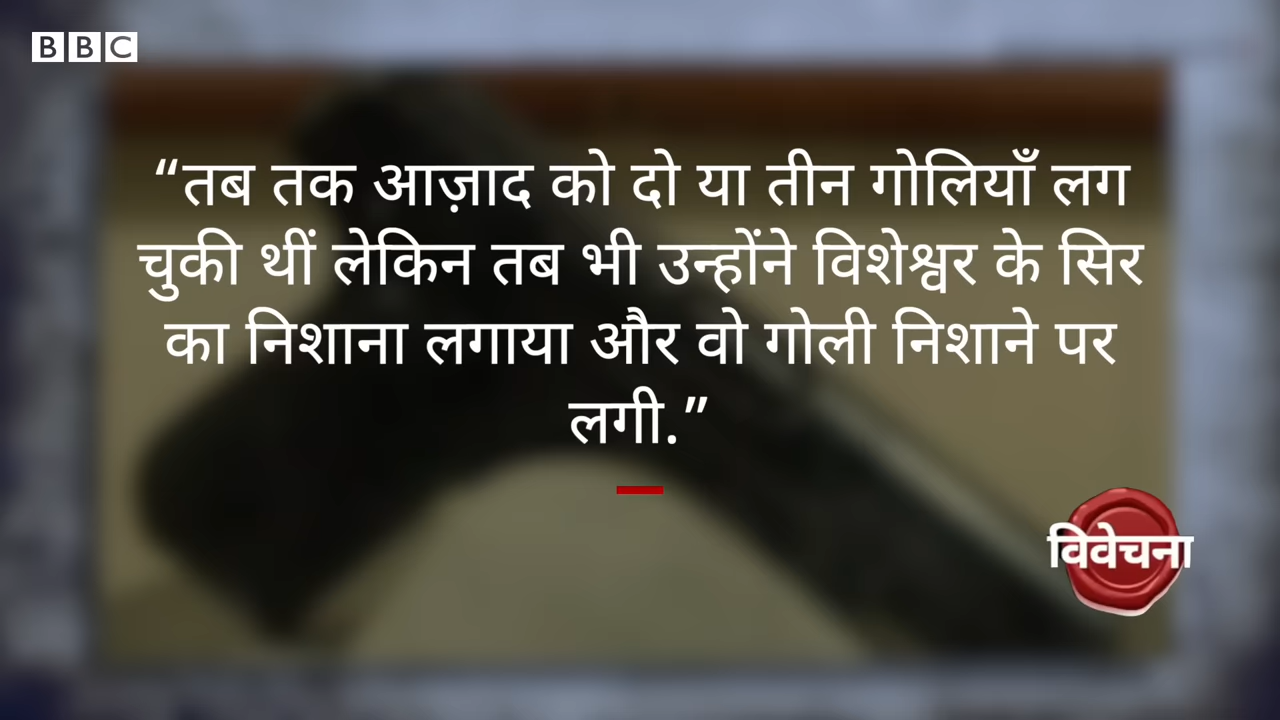 BBC
“तब तक आज़ाद को दो या तीन गोलियाँ लग
चुकी थीं लेकिन तब भी उन्होंने विशेश्वर के सिर
का निशाना लगाया और वो गोली निशाने पर
लगी.”
विवेचना